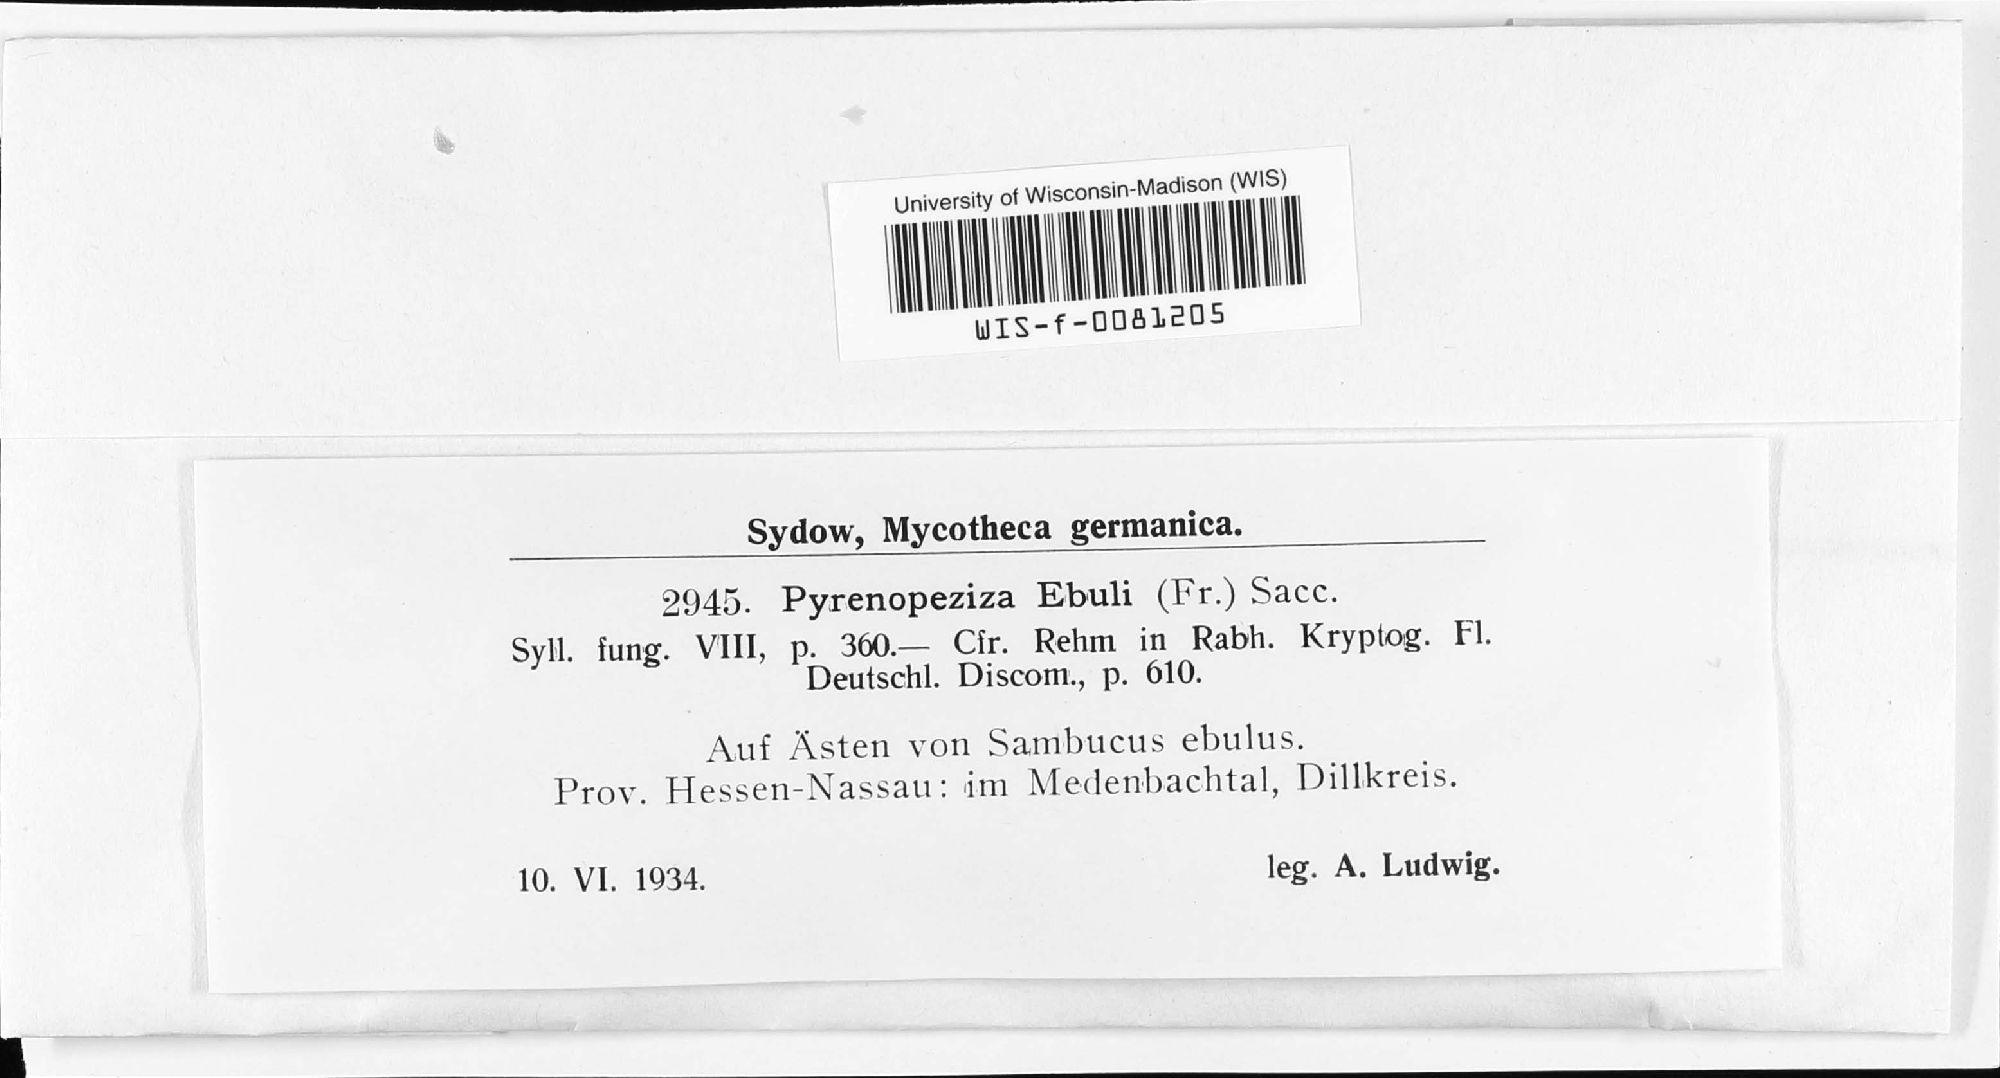 University of Wisconsin-Madison (WIS)
WIS-f-0081205
Sydow, Mycotheca germanica.
2945. Pyrenopeziza Ebuli (Fr.) Sacc.
Syll. fung. VIII, p. 360.— Cfr. Rehm in Rabh. Kryptog. Fl.
Deutschl. Discom., p. 610.
Auf Ästen von Sambucus ebulus.
Prov. Hessen-Nassau: im Medenbachtal, Dillkreis.
10. VI. 1934.
leg. A. Ludwig.